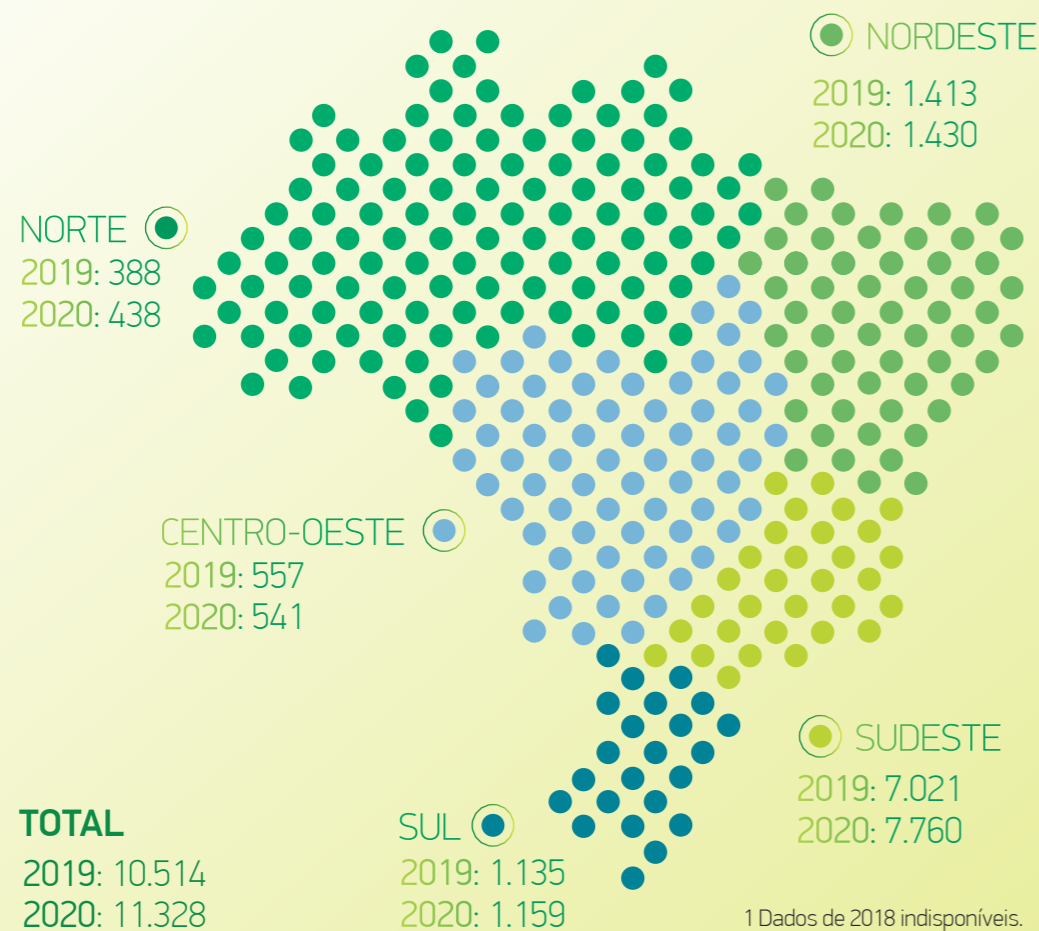 NORDESTE
2019: 1.413
2020: 1.430
NORTE
2019: 388
2020: 438
CENTRO-OESTE
2019: 557
2020: 541
SUDESTE
2019: 7.021
2020: 7.760
TOTAL
2019: 10.514
2020: 11.328
SUL
2019: 1.135
2020: 1.159
1 Dados de 2018 indisponíveis.